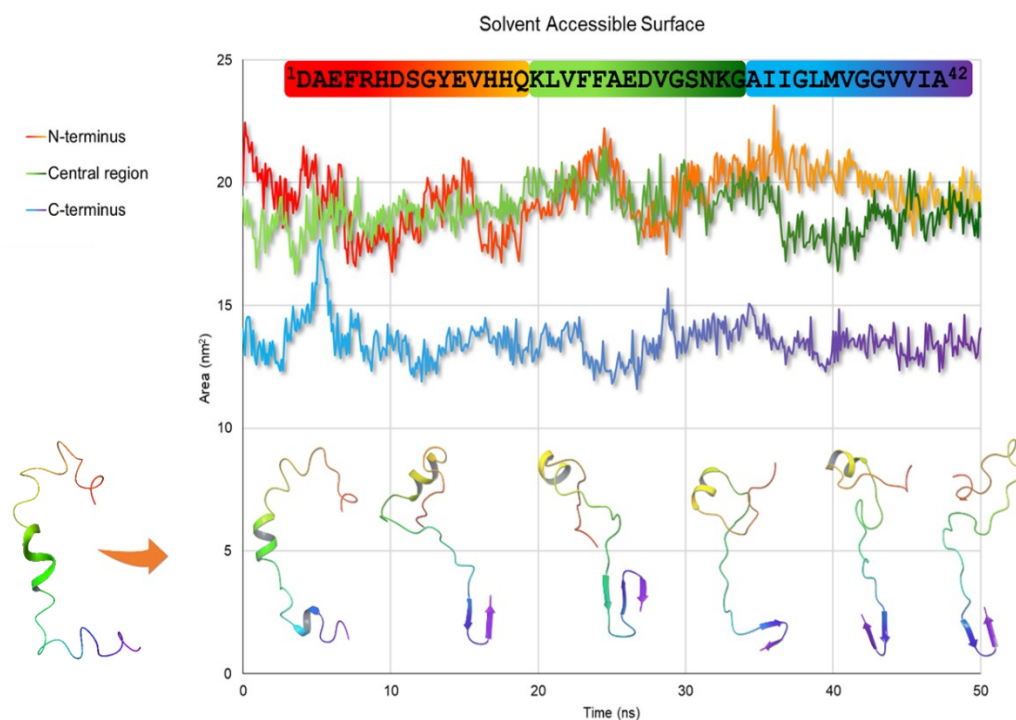 Solvent Accessible Surface
25
¹DAEFRHDSGYEVHHQKLVFFAEDVGSNKGAIIGLMVGGVVIA⁴²
N-terminus
Central region
C-terminus
20
15
Area (nm²)
10
5
0
0 10 20 30 40 50
Time (ns)